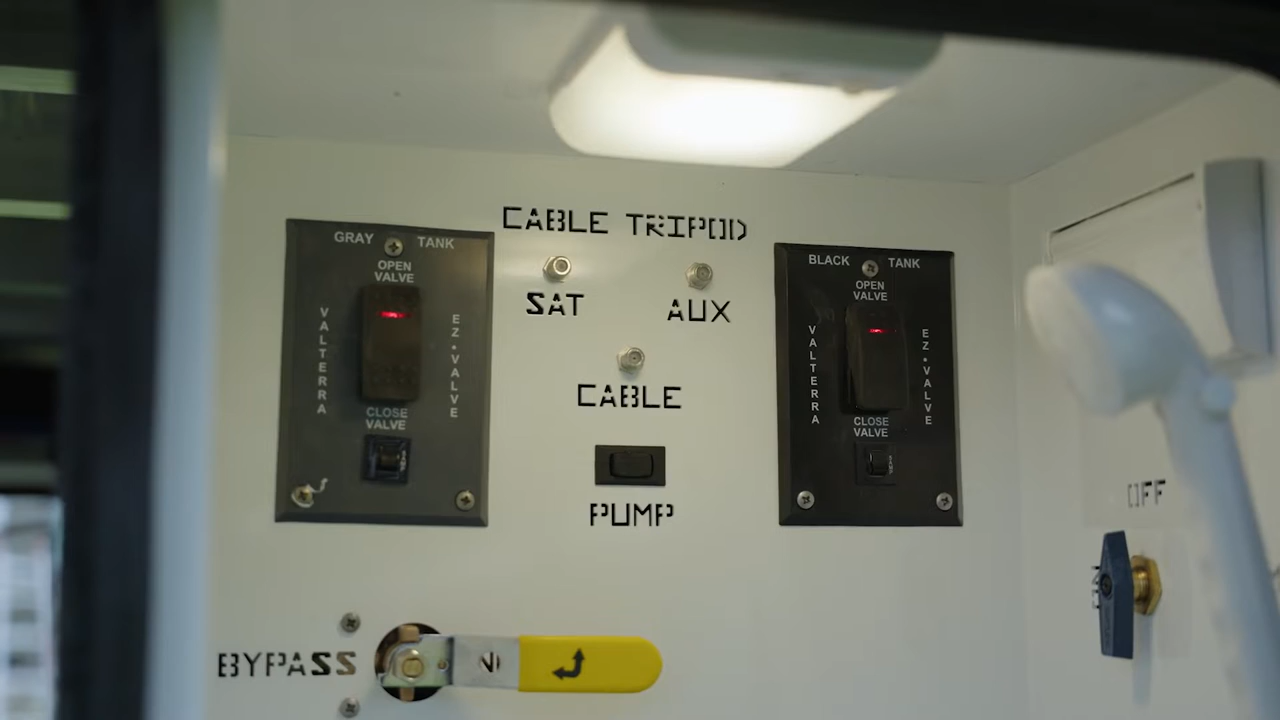 CABLE TRIPOD
GRAY TANK
OPEN
VALVE
VALTERRA
EZ•VALVE
CLOSE
VALVE
SAT
AUX
CABLE
PUMP
BLACK TANK
OPEN
VALVE
VALTERRA
EZ•VALVE
CLOSE
VALVE
OFF
BYPASS